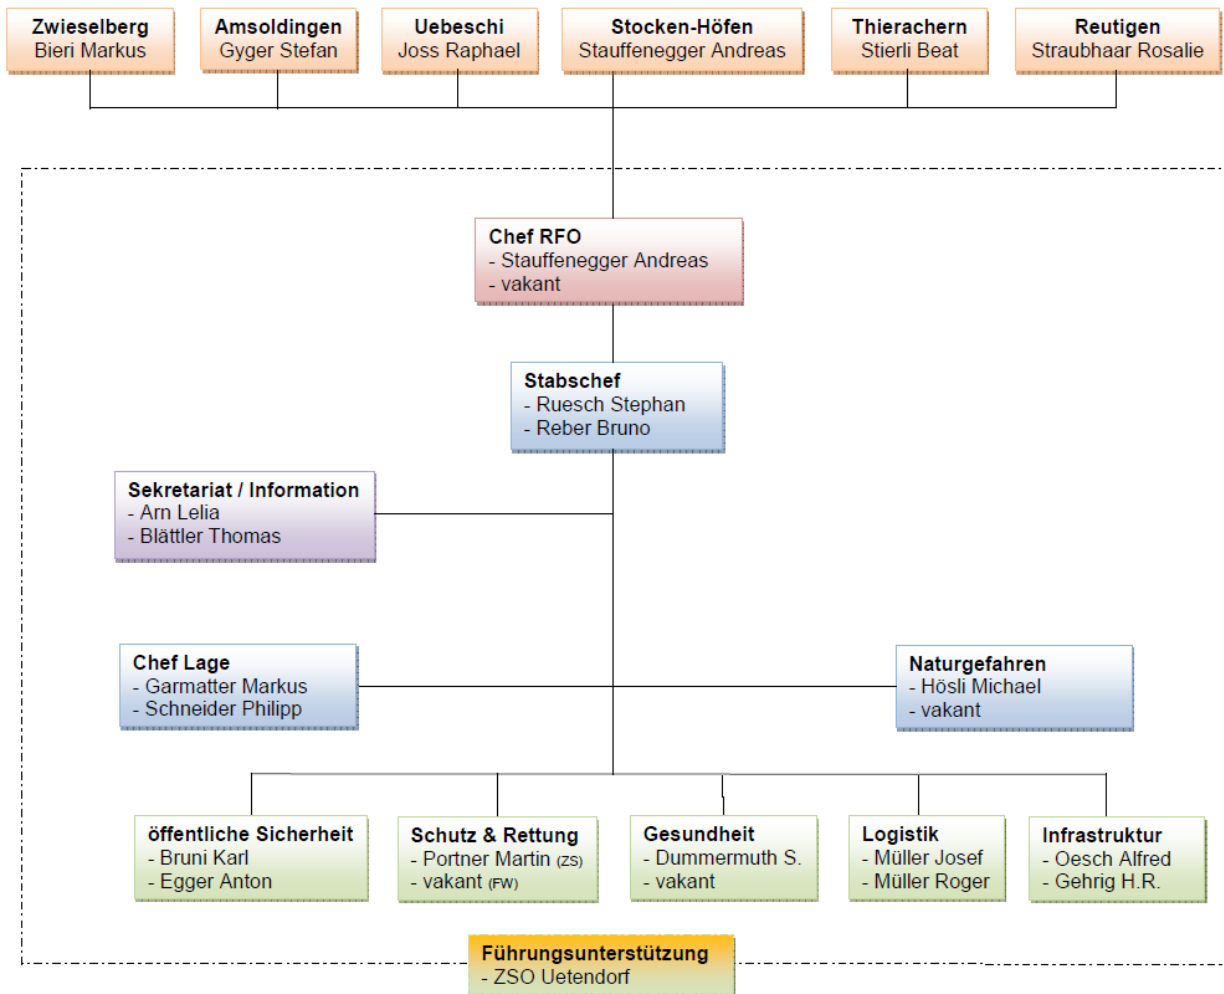 Zwieselberg
Bieri Markus
Amsoldingen
Gyger Stefan
Uebeschi
Joss Raphael
Stocken-Höfen
Stauffenegger Andreas
Thierachern
Stierli Beat
Reutigen
Straubhaar Rosalie
Chef RFO
- Stauffenegger Andreas
- vakant
Stabschef
- Ruesch Stephan
- Reber Bruno
Sekretariat / Information
- Arn Lelia
- Blättler Thomas
Chef Lage
- Garmatter Markus
- Schneider Philipp
Naturgefahren
- Hösli Michael
- vakant
öffentliche Sicherheit
- Bruni Karl
- Egger Anton
Schutz & Rettung
- Portner Martin (ZS)
- vakant (FW)
Gesundheit
- Dummermuth S.
- vakant
Logistik
- Müller Josef
- Müller Roger
Infrastruktur
- Oesch Alfred
- Gehrig H.R.
Führungsunterstützung
- ZSO Uetendorf